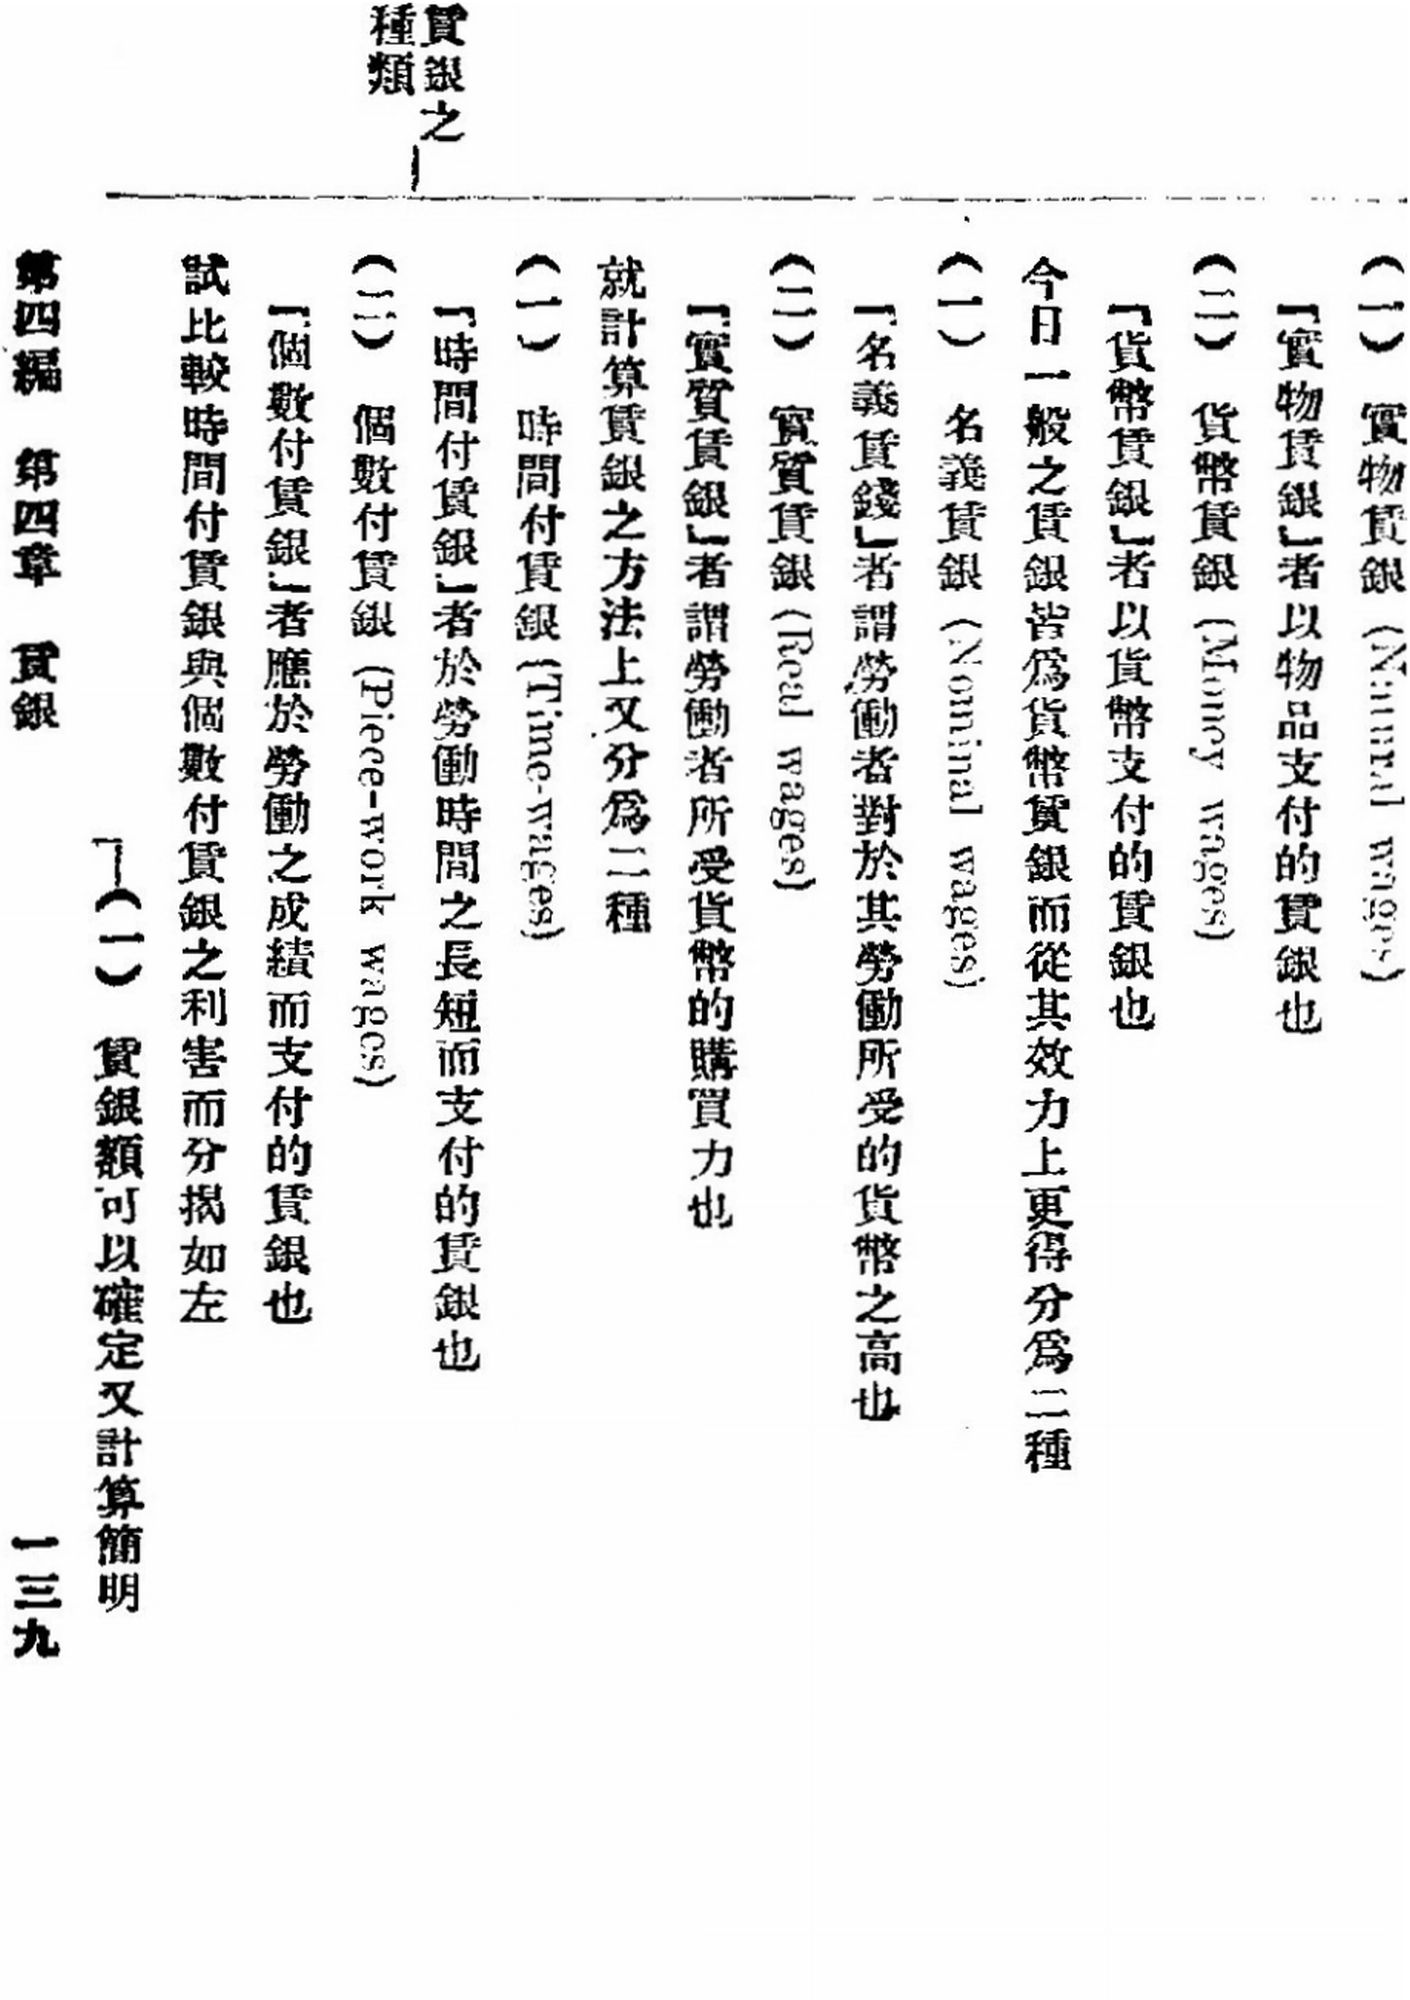 賃銀之
種類
(一) 實物賃銀 (Natural wages)
「實物賃銀」者以物品支付的賃銀也
(二) 貨幣賃銀 (Money wages)
「貨幣賃銀」者以貨幣支付的賃銀也
今日一般之賃銀皆爲貨幣賃銀而從其效力上更得分爲二種
(一) 名義賃銀 (Nominal wages)
「名義賃錢」者謂勞働者對於其勞働所受的貨幣之高也
(二) 實質賃銀 (Real wages)
「實質賃銀」者謂勞働者所受貨幣的購買力也
就計算賃銀之方法上又分爲二種
(一) 時間付賃銀 (Time-wages)
「時間付賃銀」者於勞働時間之長短而支付的賃銀也
(二) 個數付賃銀 (Piece-work wages)
「個數付賃銀」者應於勞働之成績而支付的賃銀也
試比較時間付賃銀與個數付賃銀之利害而分揭如左
(一) 賃銀額可以確定又計算簡明
第四編 第四章 賃銀 一三九